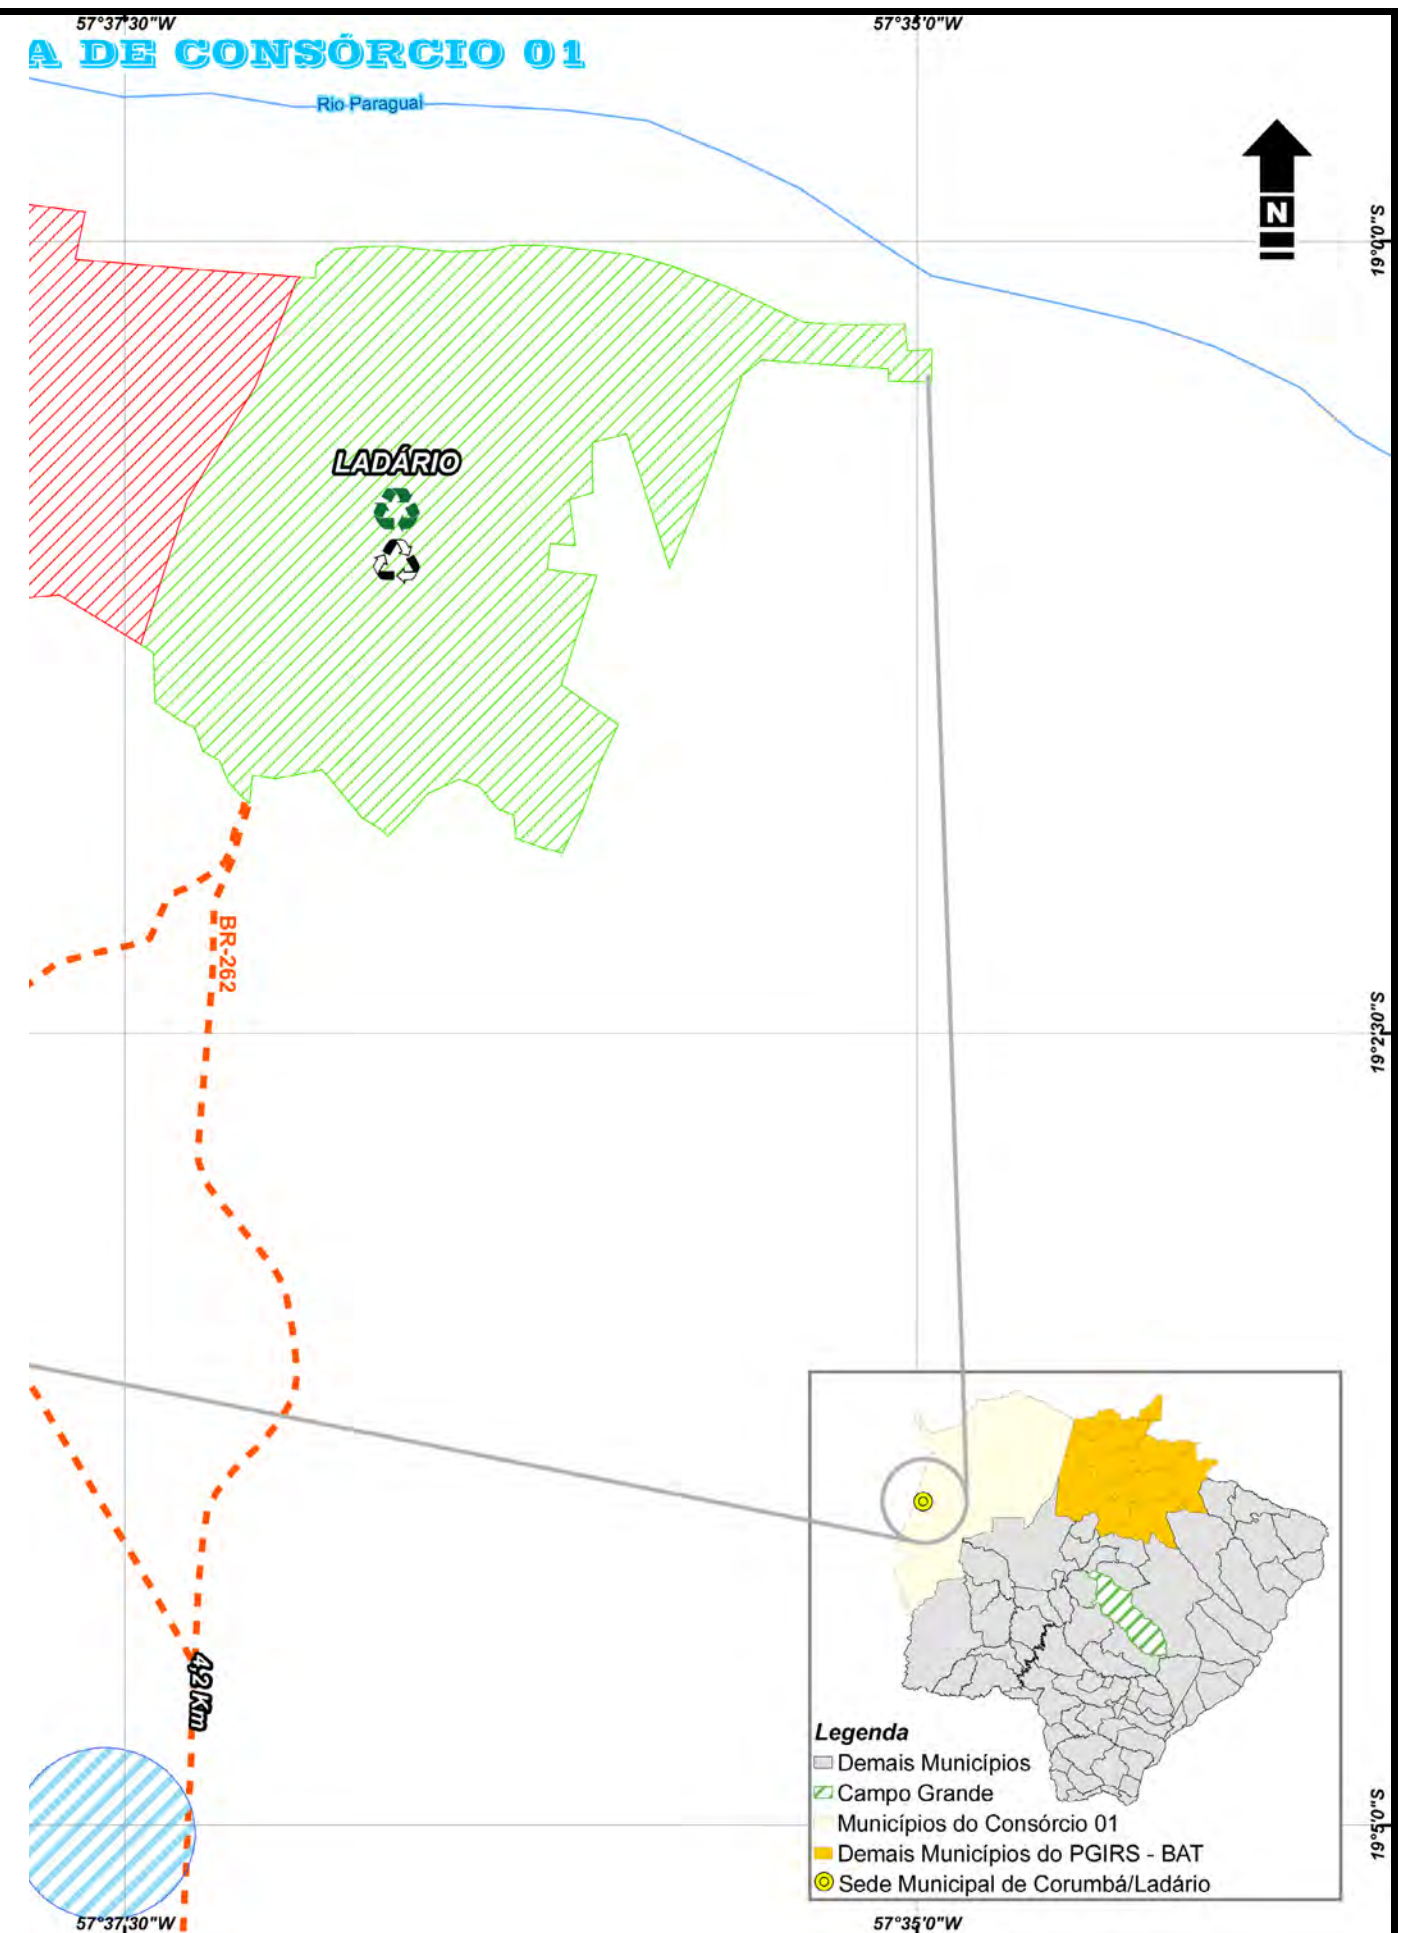 57°37'30"W
57°35'0"W
A DE CONSÓRCIO 01
Rio Paraguai
N
19°0'0"S
LADÁRIO
BR-262
19°2'30"S
4,2 Km
Legenda
Demais Municípios
Campo Grande
Municípios do Consórcio 01
Demais Municípios do PGIRS - BAT
Sede Municipal de Corumbá/Ladário
19°5'0"S
57°37'30"W
57°35'0"W